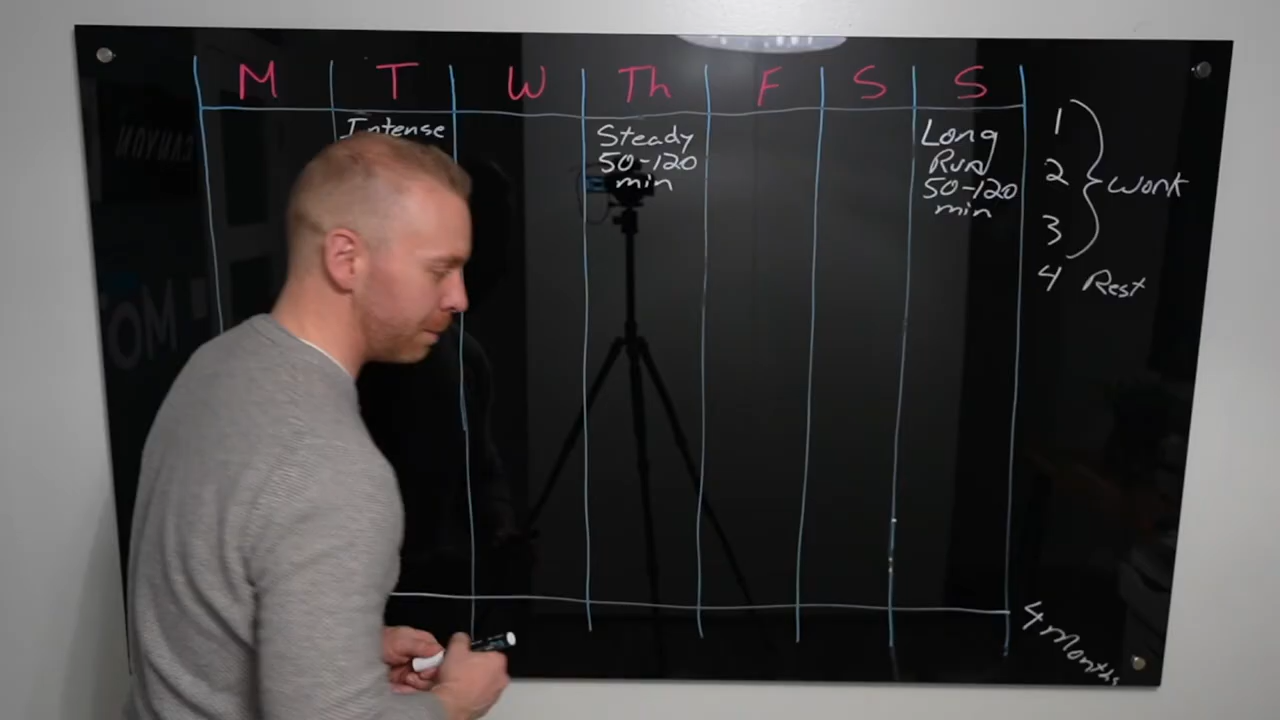 M T W Th F S S
Intense
Steady
50-120
min
Long
Run
50-120
min
1
2
3
Work
4 Rest
4 Months